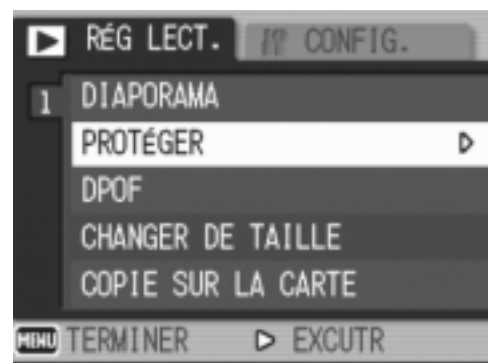 RÉG LECT. CONFIG.
1 DIAPORAMA
PROTÉGER
DPOF
CHANGER DE TAILLE
COPIE SUR LA CARTE
MENU TERMINER EXCUTR